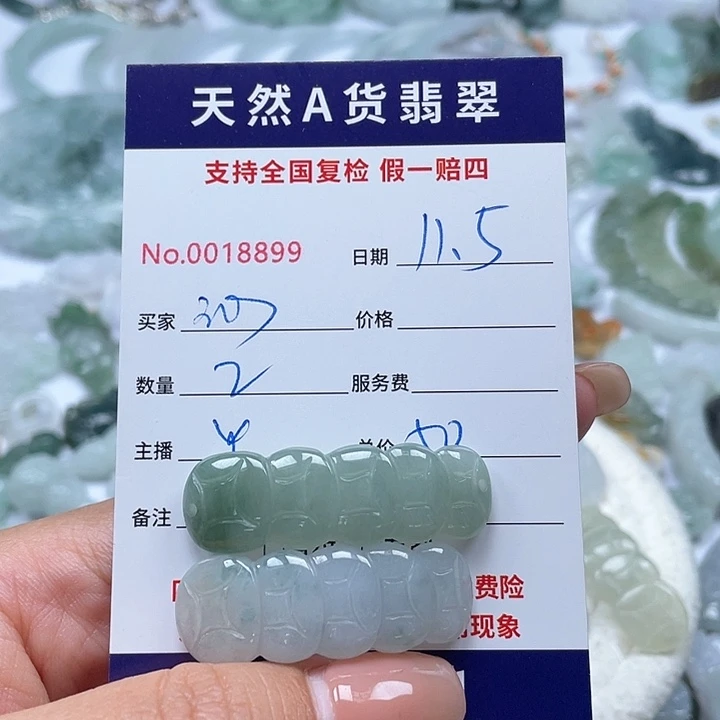 天然A货翡翠
支持全国复检 假一赔四
No.0018899 日期 11.5
买家 价格
数量 2 服务费
主播 总价
备注
费险
现象